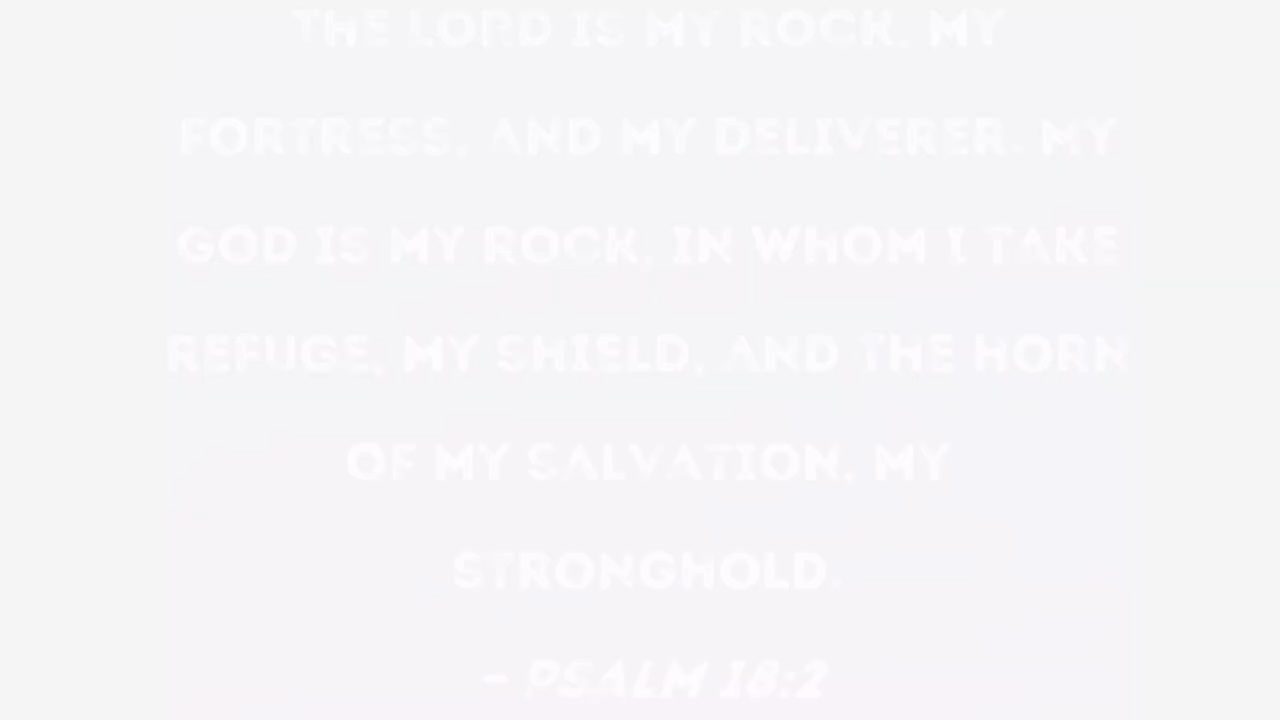 THE LORD IS MY ROCK, MY
FORTRESS, AND MY DELIVERER. MY
GOD IS MY ROCK, IN WHOM I TAKE
REFUGE, MY SHIELD, AND THE HORN
OF MY SALVATION, MY
STRONGHOLD.
- PSALM 18:2